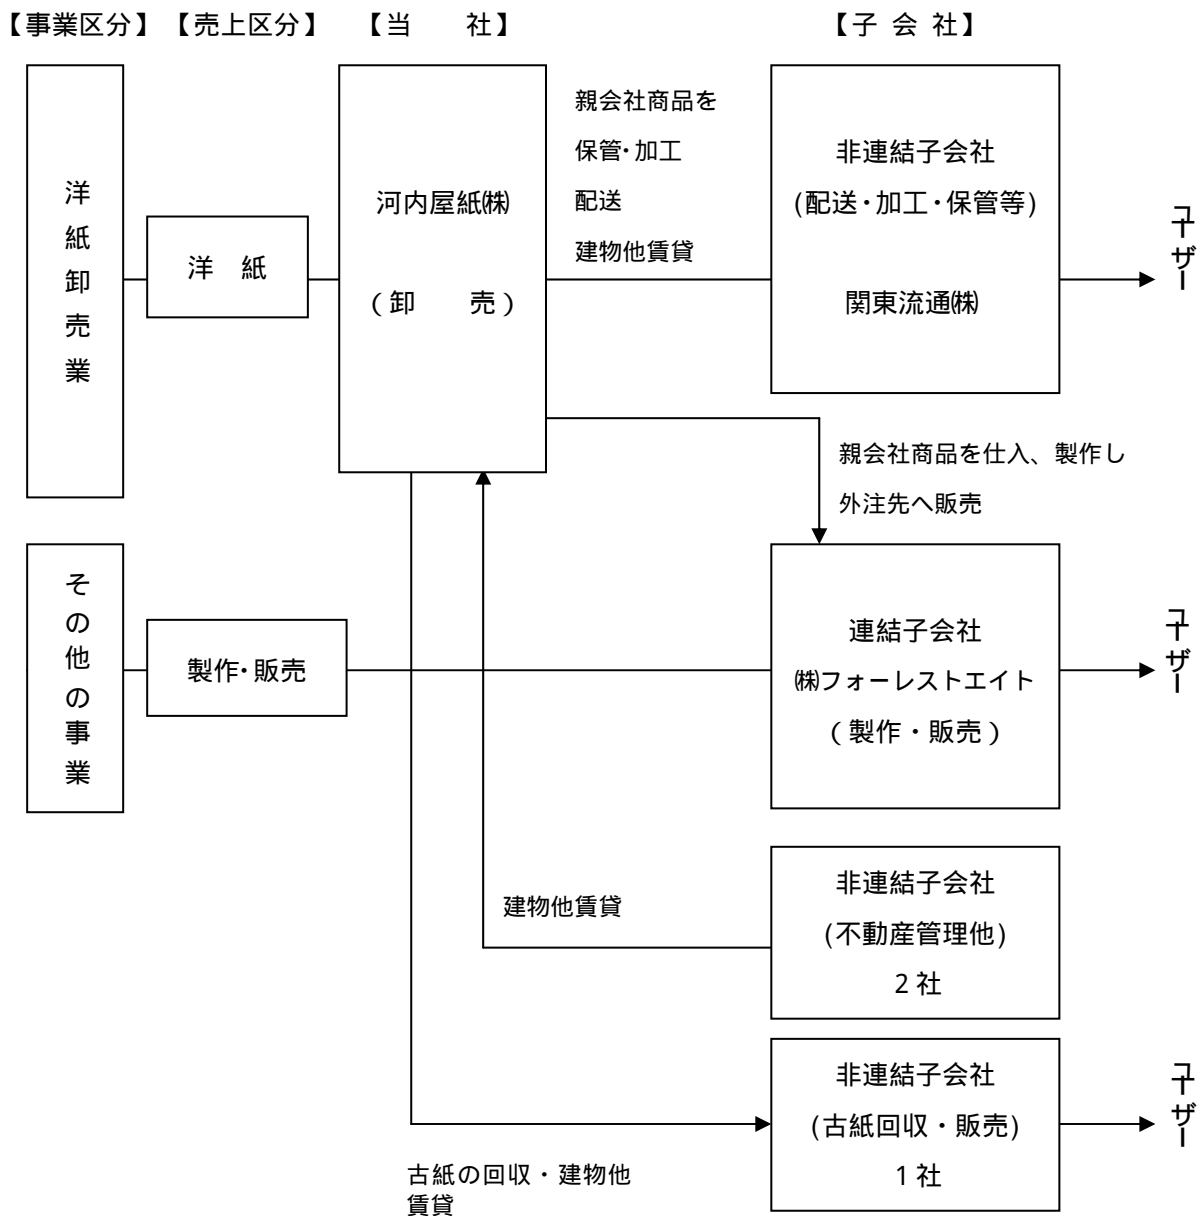 【事業区分】【売上区分】【当　　社】【子 会 社】
洋紙卸売業
洋　紙
河内屋紙㈱
（卸　　売）
親会社商品を
保管・加工
配送
建物他賃貸
非連結子会社
(配送・加工・保管等)
関東流通㈱
ユーザー
親会社商品を仕入、製作し
外注先へ販売
その他の事業
製作・販売
連結子会社
㈱フォーレストエイト
（製作・販売）
ユーザー
建物他賃貸
非連結子会社
(不動産管理他)
2 社
古紙の回収・建物他
賃貸
非連結子会社
(古紙回収・販売)
1 社
ユーザー